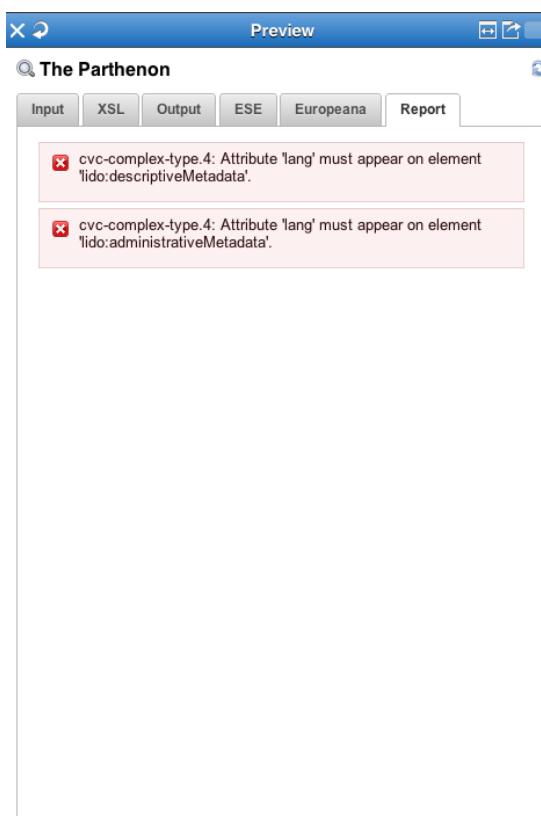 Preview
The Parthenon
Input XSL Output ESE Europeana Report
cvc-complex-type.4: Attribute 'lang' must appear on element
'lido:descriptiveMetadata'.
cvc-complex-type.4: Attribute 'lang' must appear on element
'lido:administrativeMetadata'.